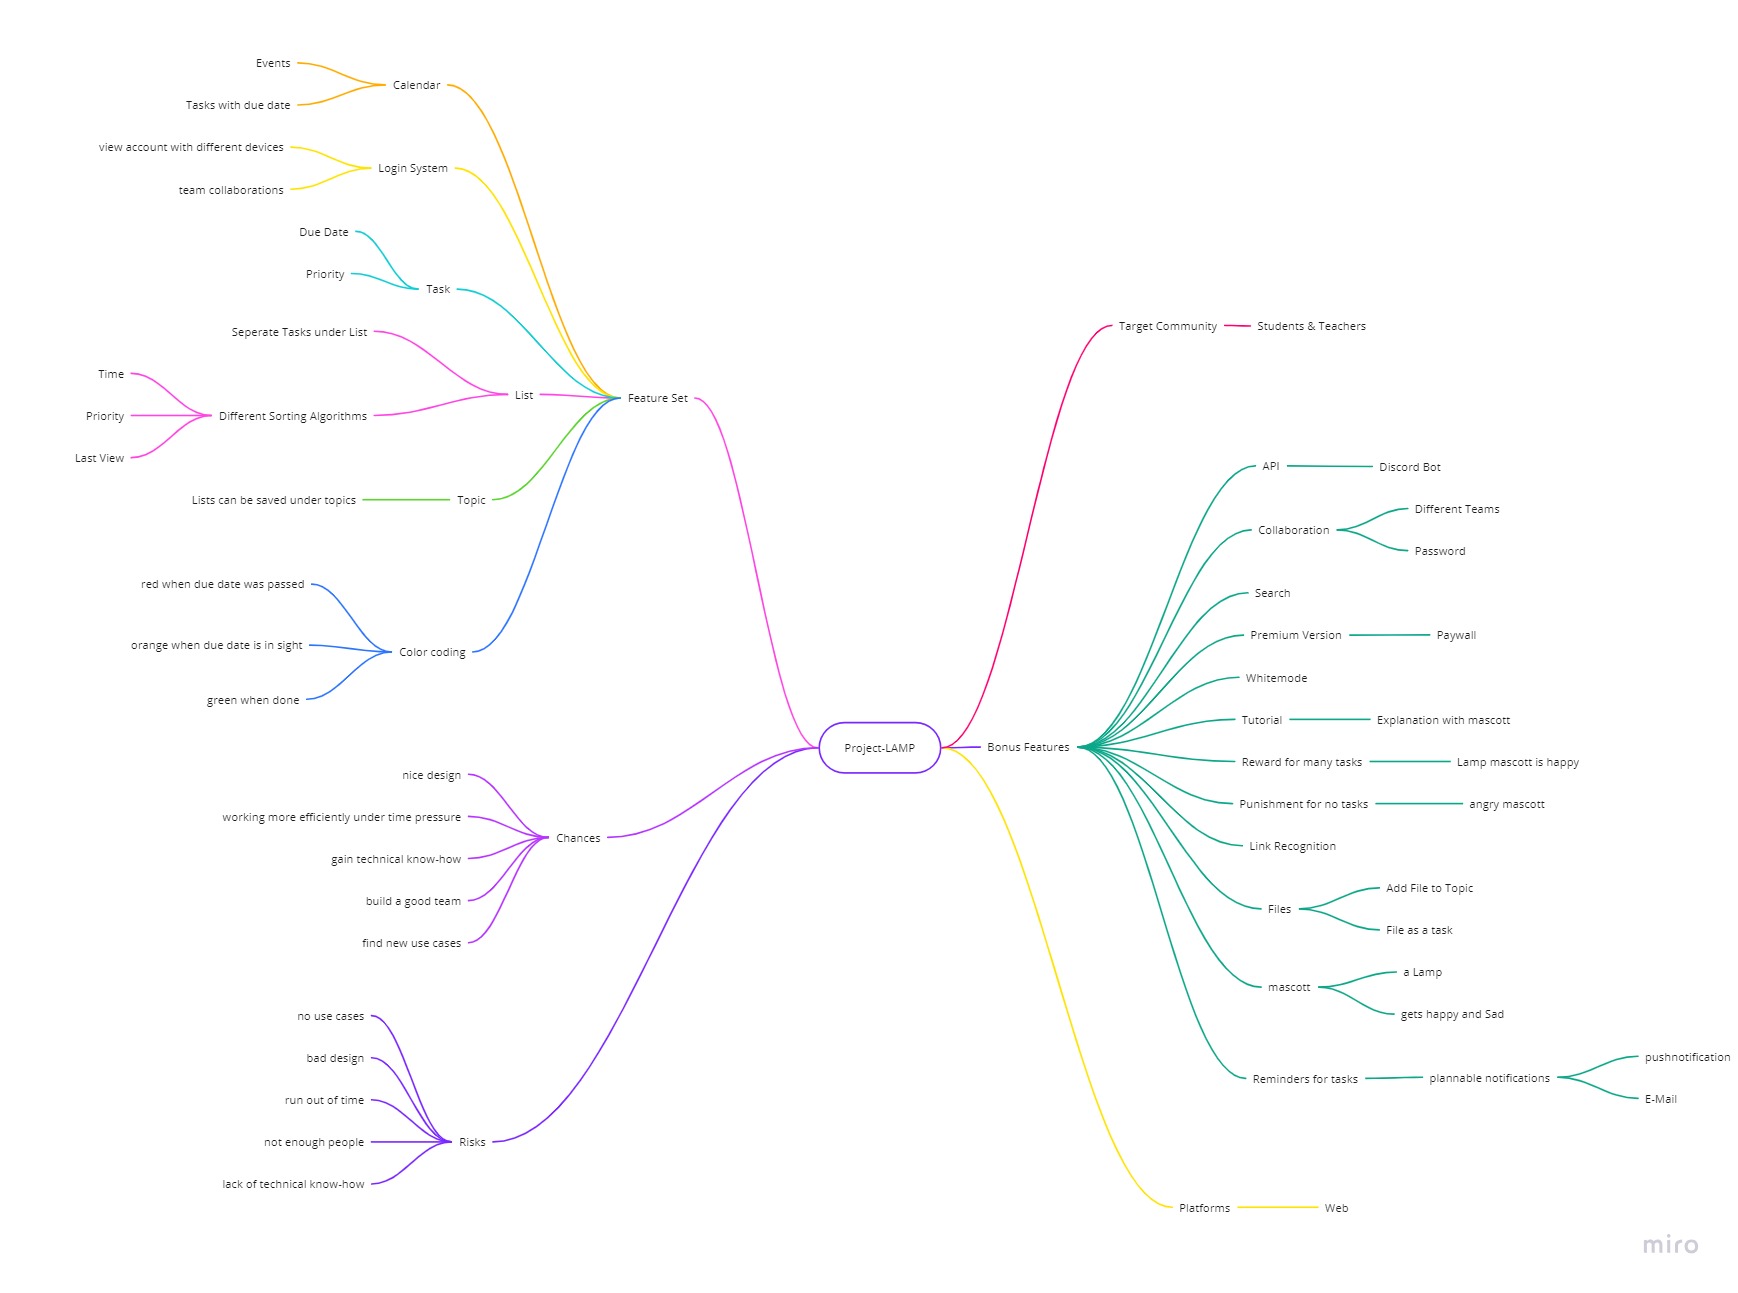 Events
Calendar
Tasks with due date
view account with different devices
Login System
team collaborations
Due Date
Priority
Task
Seperate Tasks under List
Time
List
Priority
Different Sorting Algorithms
Last View
Feature Set
Lists can be saved under topics
Topic
red when due date was passed
orange when due date is in sight
Color coding
green when done
Project-LAMP
nice design
working more efficiently under time pressure
Chances
gain technical know-how
build a good team
find new use cases
no use cases
bad design
run out of time
not enough people
Risks
lack of technical know-how
Target Community
Students & Teachers
Bonus Features
API
Discord Bot
Collaboration
Different Teams
Password
Search
Premium Version
Paywall
Whitemode
Tutorial
Explanation with mascott
Reward for many tasks
Lamp mascott is happy
Punishment for no tasks
angry mascott
Link Recognition
Files
Add File to Topic
File as a task
mascott
a Lamp
gets happy and Sad
Reminders for tasks
plannable notifications
pushnotification
E-Mail
Platforms
Web
miro